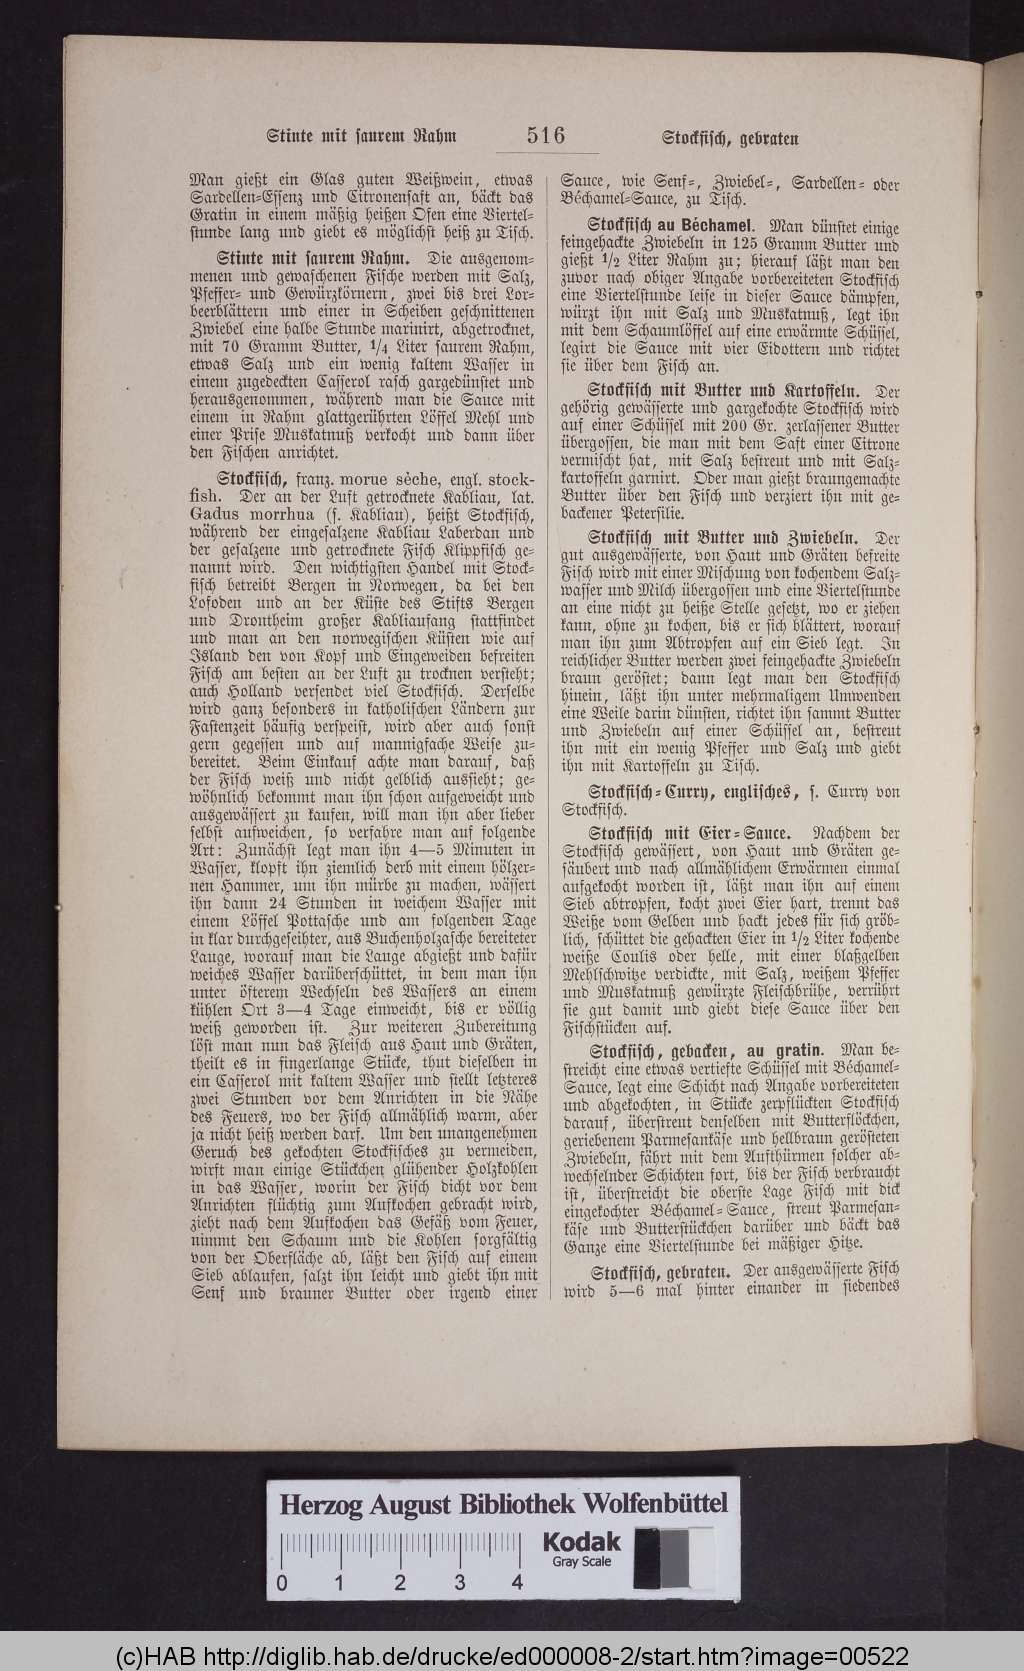 Stinte mit saurem Rahm 516 Stockfisch, gebraten
Man gießt ein Glas guten Weißwein, etwas
Sardellen-Essenz und Citronensaft an, bäckt das
Gratin in einem mäßig heißen Ofen eine Viertel-
stunde lang und giebt es möglichst heiß zu Tisch.
Stinte mit saurem Rahm. Die ausgenom-
menen und gewaschenen Fische werden mit Salz,
Pfeffer- und Gewürzkörnern, zwei bis drei Lor-
beerblättern und einer in Scheiben geschnittenen
Zwiebel eine halbe Stunde marinirt, abgetrocknet,
mit 70 Gramm Butter, 1/4 Liter saurem Rahm,
etwas Salz und ein wenig kaltem Wasser in
einem zugedeckten Casserol rasch gargedünstet und
herausgenommen, während man die Sauce mit
einem in Rahm glattgerührten Löffel Mehl und
einer Prise Muskatnuß verkocht und dann über
den Fischen anrichtet.
Stockfisch, franz. morue sèche, engl. stock-
fish. Der an der Luft getrocknete Kabliau, lat.
Gadus morrhua (s. Kabliau), heißt Stockfisch,
während der eingesalzene Kabliau Laberdan und
der gesalzene und getrocknete Fisch Klippfisch ge-
nannt wird. Den wichtigsten Handel mit Stock-
fisch betreibt Bergen in Norwegen, da bei den
Lofoden und an der Küste des Stifts Bergen
und Drontheim großer Kabliaufang stattfindet
und man an den norwegischen Küsten wie auf
Island den von Kopf und Eingeweiden befreiten
Fisch am besten an der Luft zu trocknen versteht;
auch Holland versendet viel Stockfisch. Derselbe
wird ganz besonders in katholischen Ländern zur
Fastenzeit häufig verspeist, wird aber auch sonst
gern gegessen und auf mannigfache Weise zu-
bereitet. Beim Einkauf achte man darauf, daß
der Fisch weiß und nicht gelblich aussieht; ge-
wöhnlich bekommt man ihn schon aufgeweicht und
ausgewässert zu kaufen, will man ihn aber lieber
selbst aufweichen, so verfahre man auf folgende
Art: Zunächst legt man ihn 4—5 Minuten in
Wasser, klopft ihn ziemlich derb mit einem hölzer-
nen Hammer, um ihn mürbe zu machen, wässert
ihn dann 24 Stunden in weichem Wasser mit
einem Löffel Pottasche und am folgenden Tage
in klar durchgeseihter, aus Buchenholzasche bereiteter
Lauge, worauf man die Lauge abgießt und dafür
weiches Wasser darüberschüttet, in dem man ihn
unter öfterem Wechseln des Wassers an einem
kühlen Ort 3—4 Tage einweicht, bis er völlig
weiß geworden ist. Zur weiteren Zubereitung
löst man nun das Fleisch aus Haut und Gräten,
theilt es in fingerlange Stücke, thut dieselben in
ein Casserol mit kaltem Wasser und stellt letzteres
zwei Stunden vor dem Anrichten in die Nähe
des Feuers, wo der Fisch allmählich warm, aber
ja nicht heiß werden darf. Um den unangenehmen
Geruch des gekochten Stockfisches zu vermeiden,
wirft man einige Stückchen glühender Holzkohlen
in das Wasser, worin der Fisch dicht vor dem
Anrichten flüchtig zum Aufkochen gebracht wird,
zieht nach dem Aufkochen das Gefäß vom Feuer,
nimmt den Schaum und die Kohlen sorgfältig
von der Oberfläche ab, läßt den Fisch auf einem
Sieb ablaufen, salzt ihn leicht und giebt ihn mit
Senf und brauner Butter oder irgend einer
Sauce, wie Senf-, Zwiebel-, Sardellen- oder
Béchamel-Sauce, zu Tisch.
Stockfisch au Béchamel. Man dünstet einige
feingehackte Zwiebeln in 125 Gramm Butter und
gießt 1/2 Liter Rahm zu; hierauf läßt man den
zuvor nach obiger Angabe vorbereiteten Stockfisch
eine Viertelstunde leise in dieser Sauce dämpfen,
würzt ihn mit Salz und Muskatnuß, legt ihn
mit dem Schaumlöffel auf eine erwärmte Schüssel,
legirt die Sauce mit vier Eidottern und richtet
sie über dem Fisch an.
Stockfisch mit Butter und Kartoffeln. Der
gehörig gewässerte und gargekochte Stockfisch wird
auf einer Schüssel mit 200 Gr. zerlassener Butter
übergossen, die man mit dem Saft einer Citrone
vermischt hat, mit Salz bestreut und mit Salz-
kartoffeln garnirt. Oder man gießt braungemachte
Butter über den Fisch und verziert ihn mit ge-
backener Petersilie.
Stockfisch mit Butter und Zwiebeln. Der
gut ausgewässerte, von Haut und Gräten befreite
Fisch wird mit einer Mischung von kochendem Salz-
wasser und Milch übergossen und eine Viertelstunde
an eine nicht zu heiße Stelle gesetzt, wo er ziehen
kann, ohne zu kochen, bis er sich blättert, worauf
man ihn zum Abtropfen auf ein Sieb legt. In
reichlicher Butter werden zwei feingehackte Zwiebeln
braun geröstet; dann legt man den Stockfisch
hinein, läßt ihn unter mehrmaligem Umwenden
eine Weile darin dünsten, richtet ihn sammt Butter
und Zwiebeln auf einer Schüssel an, bestreut
ihn mit ein wenig Pfeffer und Salz und giebt
ihn mit Kartoffeln zu Tisch.
Stockfisch-Curry, englisches, s. Curry von
Stockfisch.
Stockfisch mit Eier-Sauce. Nachdem der
Stockfisch gewässert, von Haut und Gräten ge-
säubert und nach allmählichem Erwärmen einmal
aufgekocht worden ist, läßt man ihn auf einem
Sieb abtropfen, kocht zwei Eier hart, trennt das
Weiße vom Gelben und hackt jedes für sich gröb-
lich, schüttet die gehackten Eier in 1/2 Liter kochende
weiße Coulis oder helle, mit einer blaßgelben
Mehlschwitze verdickte, mit Salz, weißem Pfeffer
und Muskatnuß gewürzte Fleischbrühe, verrührt
sie gut damit und giebt diese Sauce über den
Fischstücken auf.
Stockfisch, gebacken, au gratin. Man be-
streicht eine etwas vertiefte Schüssel mit Béchamel-
Sauce, legt eine Schicht nach Angabe vorbereiteten
und abgekochten, in Stücke zerpflückten Stockfisch
darauf, überstreut denselben mit Butterflöckchen,
geriebenem Parmesankäse und hellbraun gerösteten
Zwiebeln, fährt mit dem Aufthürmen solcher ab-
wechselnder Schichten fort, bis der Fisch verbraucht
ist, überstreicht die oberste Lage Fisch mit dick
eingekochter Béchamel-Sauce, streut Parmesan-
käse und Butterstückchen darüber und bäckt das
Ganze eine Viertelstunde bei mäßiger Hitze.
Stockfisch, gebraten. Der ausgewässerte Fisch
wird 5—6 mal hinter einander in siedendes
Herzog August Bibliothek Wolfenbüttel
Kodak
Gray Scale
0 1 2 3 4
(c)HAB http://diglib.hab.de/drucke/ed000008-2/start.htm?image=00522